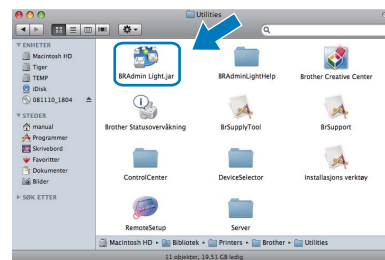 Utilities
ENHETER
Macintosh HD
Tiger
TEMP
iDisk
081110_1804
STEDER
manual
Programmer
Skrivebord
Favoritter
Dokumenter
Bilder
SØK ETTER
BRAdmin Light.jar
BRAdminLightHelp
Brother Creative Center
Brother Statusovervåkning
BrSupplyTool
BrSupport
ControlCenter
DeviceSelector
Installasjons verktøy
RemoteSetup
Server
Macintosh HD ▸ Bibliotek ▸ Printers ▸ Brother ▸ Utilities
11 objekter, 19.51 GB ledig